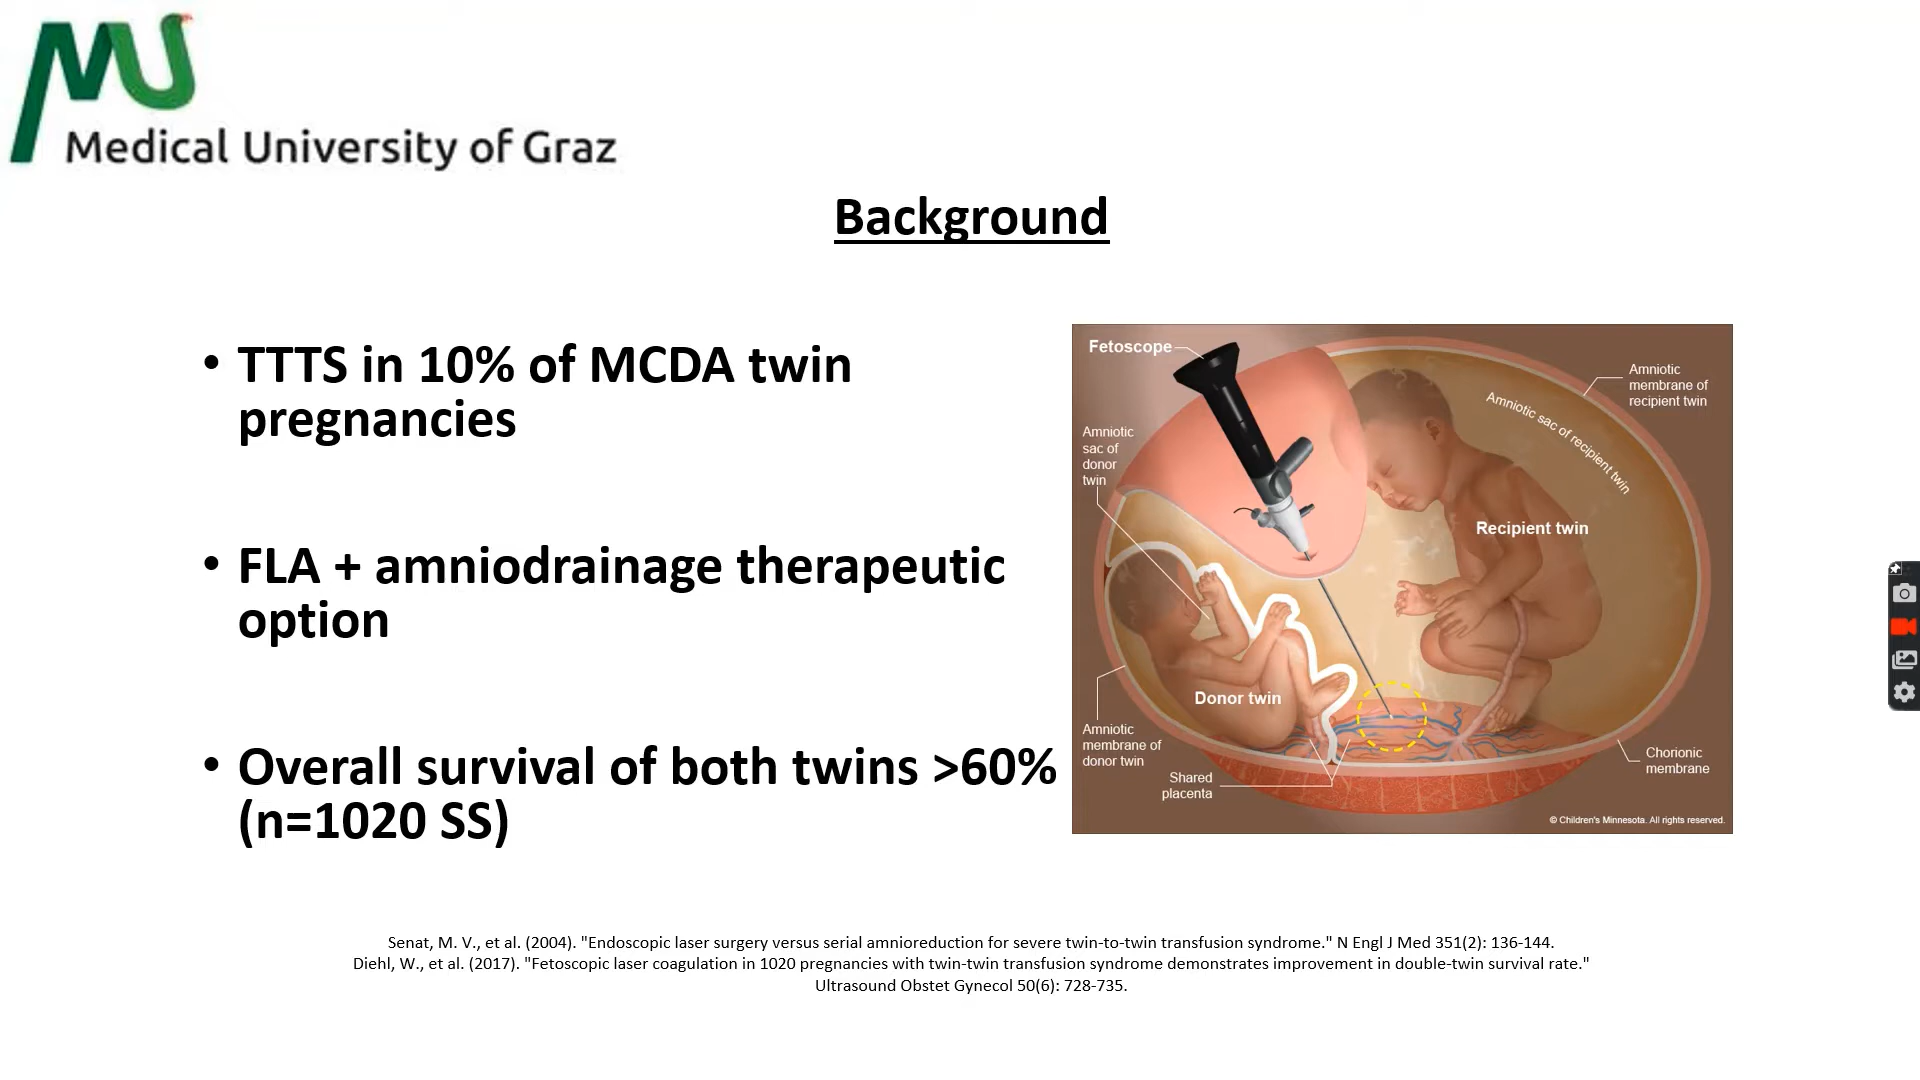 Medical University of Graz
Background
• TTTS in 10% of MCDA twin
pregnancies
• FLA + amniodrainage therapeutic
option
• Overall survival of both twins >60%
(n=1020 SS)
Fetoscope
Amniotic
sac of
donor
twin
Amniotic
membrane of
recipient twin
Amniotic sac of recipient twin
Recipient twin
Donor twin
Amniotic
membrane of
donor twin
Shared
placenta
Chorionic
membrane
© Children's Minnesota. All rights reserved.
Senat, M. V., et al. (2004). "Endoscopic laser surgery versus serial amnioreduction for severe twin-to-twin transfusion syndrome." N Engl J Med 351(2): 136-144.
Diehl, W., et al. (2017). "Fetoscopic laser coagulation in 1020 pregnancies with twin-twin transfusion syndrome demonstrates improvement in double-twin survival rate."
Ultrasound Obstet Gynecol 50(6): 728-735.